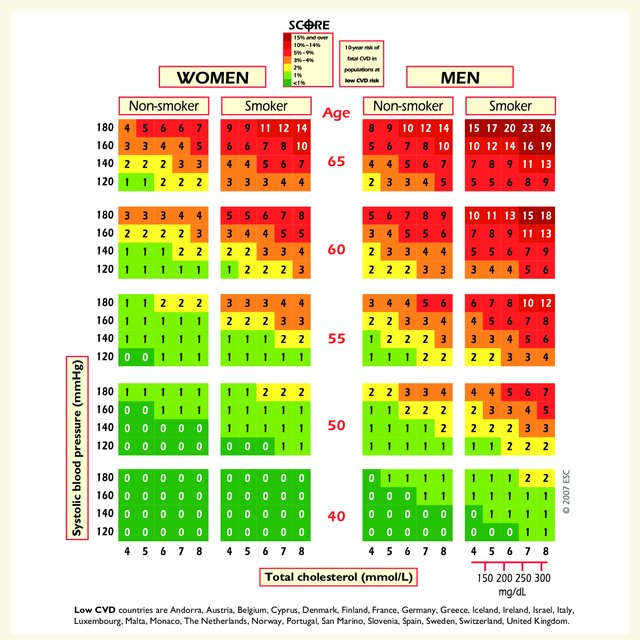 SCORE
15% and over
10%–14%
5%–9%
3%–4%
2%
1%
<1%
10-year risk of
fatal CVD in
populations at
low CVD risk
WOMEN MEN
Non-smoker Smoker Age Non-smoker Smoker
180 4 5 6 6 7 9 9 11 12 14 8 9 10 12 14 15 17 20 23 26
160 3 3 4 4 5 6 6 7 8 10 5 6 7 8 10 10 12 14 16 19
65
140 2 2 2 3 3 4 4 5 6 7 4 4 5 6 7 7 8 9 11 13
120 1 1 2 2 2 3 3 4 4 4 2 3 3 4 5 5 5 6 8 9
180 3 3 3 4 4 5 5 6 7 8 5 6 7 8 9 10 11 13 15 18
160 2 2 2 2 3 3 4 4 5 5 3 4 5 5 6 7 8 9 11 13
60
140 1 1 1 2 2 2 2 3 3 4 2 3 3 4 4 5 5 6 7 9
120 1 1 1 1 1 1 2 2 2 3 2 2 2 3 3 3 4 4 5 6
180 1 1 2 2 2 3 3 3 4 4 3 4 4 5 6 6 7 8 10 12
160 1 1 1 1 1 2 2 2 3 3 2 2 3 3 4 4 5 6 7 8
55
140 1 1 1 1 1 1 1 1 2 2 1 2 2 2 3 3 3 4 5 6
120 0 0 1 1 1 1 1 1 1 1 1 1 1 2 2 2 2 3 3 4
180 1 1 1 1 1 1 1 2 2 2 2 2 3 3 4 4 4 5 6 7
160 0 0 1 1 1 1 1 1 1 1 1 1 2 2 2 2 3 3 4 5
50
140 0 0 0 0 0 1 1 1 1 1 1 1 1 1 2 2 2 2 3 3
120 0 0 0 0 0 0 0 0 1 1 1 1 1 1 1 1 1 2 2 2
180 0 0 0 0 0 0 0 0 0 0 0 1 1 1 1 1 1 1 2 2
160 0 0 0 0 0 0 0 0 0 0 0 0 0 1 1 1 1 1 1 1
40
140 0 0 0 0 0 0 0 0 0 0 0 0 0 0 0 0 1 1 1 1
120 0 0 0 0 0 0 0 0 0 0 0 0 0 0 0 0 0 0 1 1
4 5 6 7 8 4 5 6 7 8 4 5 6 7 8 4 5 6 7 8
Systolic blood pressure (mmHg)
© 2007 ESC
Total cholesterol (mmol/L)
150 200 250 300
mg/dL
Low CVD countries are Andorra, Austria, Belgium, Cyprus, Denmark, Finland, France, Germany, Greece, Iceland, Ireland, Israel, Italy,
Luxembourg, Malta, Monaco, The Netherlands, Norway, Portugal, San Marino, Slovenia, Spain, Sweden, Switzerland, United Kingdom.